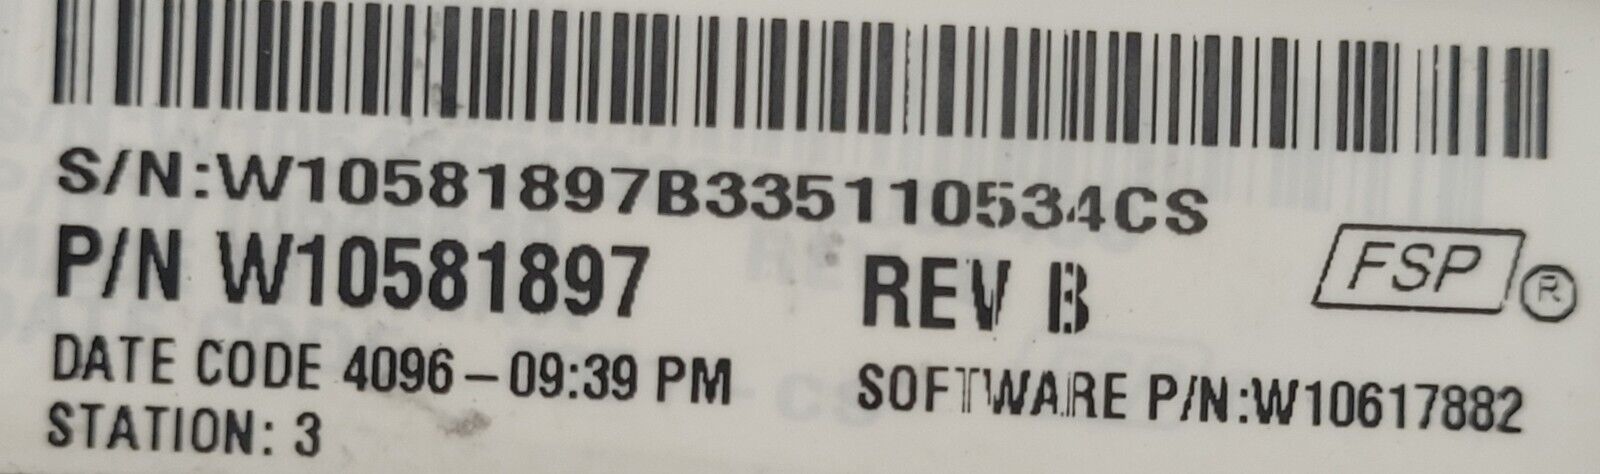 S/N:W10581897B335110534CS
P/N W10581897 REV B
FSP ®
DATE CODE 4096 – 09:39 PM SOFTWARE P/N:W10617882
STATION: 3